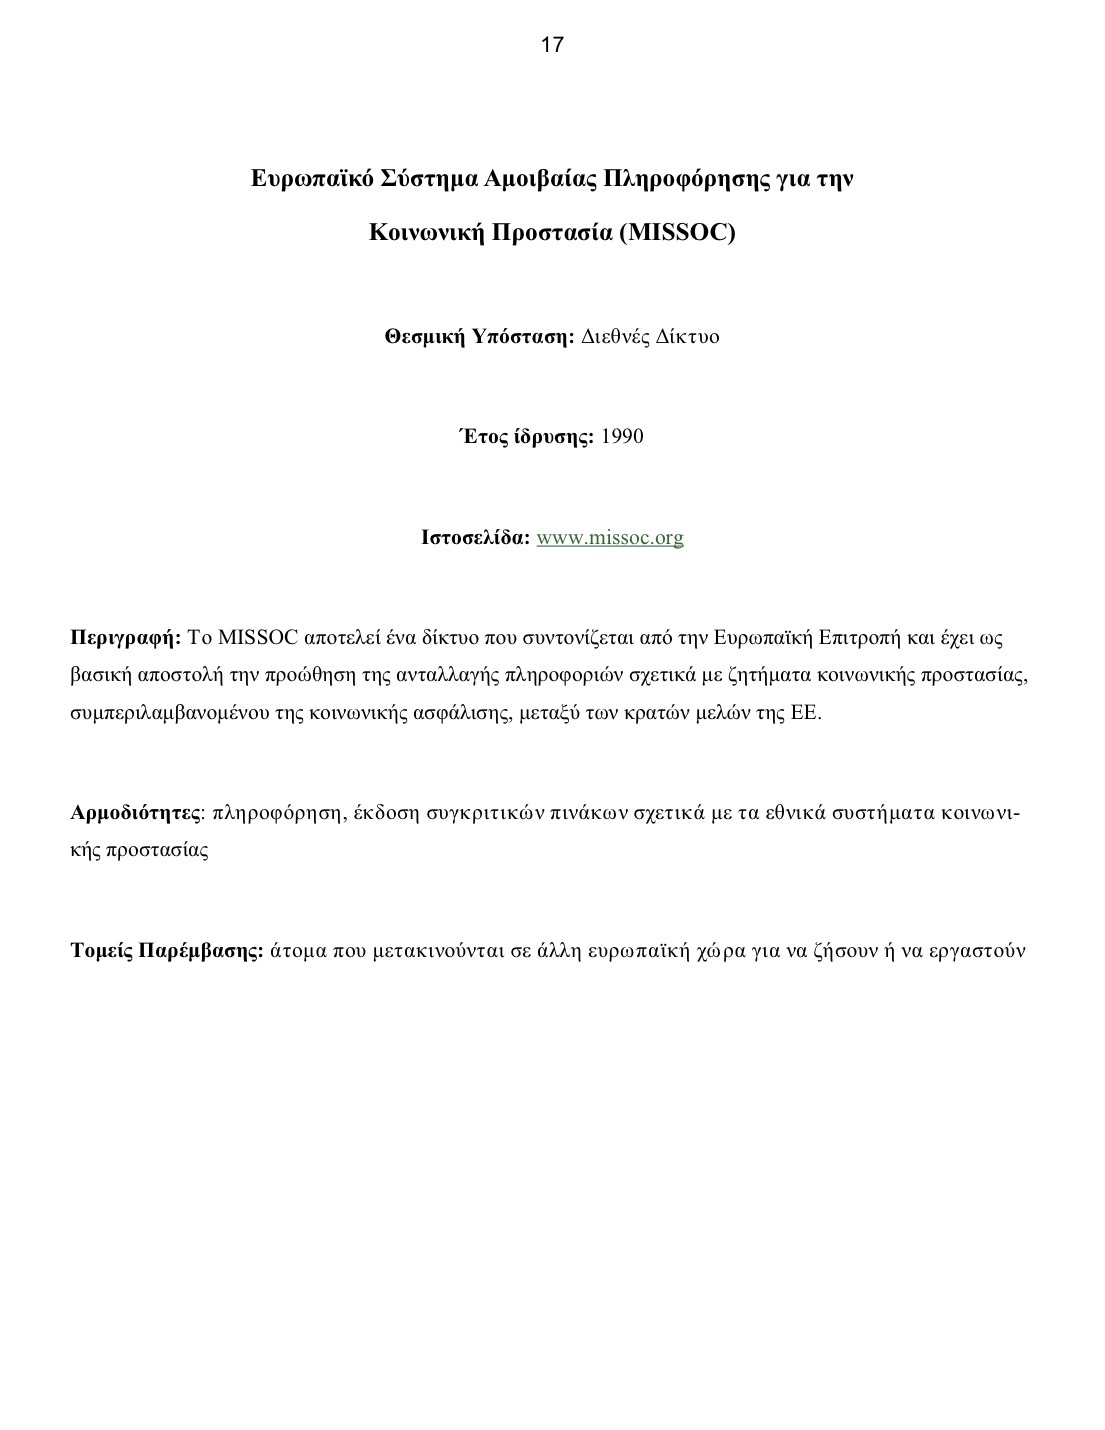 17
Ευρωπαϊκό Σύστημα Αμοιβαίας Πληροφόρησης για την
Κοινωνική Προστασία (MISSOC)
Θεσμική Υπόσταση: Διεθνές Δίκτυο
Έτος ίδρυσης: 1990
Ιστοσελίδα: www.missoc.org
Περιγραφή: Το MISSOC αποτελεί ένα δίκτυο που συντονίζεται από την Ευρωπαϊκή Επιτροπή και έχει ως
βασική αποστολή την προώθηση της ανταλλαγής πληροφοριών σχετικά με ζητήματα κοινωνικής προστασίας,
συμπεριλαμβανομένου της κοινωνικής ασφάλισης, μεταξύ των κρατών μελών της ΕΕ.
Αρμοδιότητες: πληροφόρηση, έκδοση συγκριτικών πινάκων σχετικά με τα εθνικά συστήματα κοινωνι-
κής προστασίας
Τομείς Παρέμβασης: άτομα που μετακινούνται σε άλλη ευρωπαϊκή χώρα για να ζήσουν ή να εργαστούν